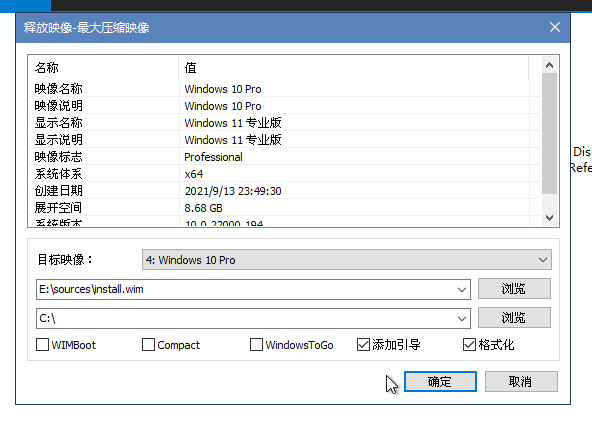 释放映像-最大压缩映像
名称 值
映像名称 Windows 10 Pro
映像说明 Windows 10 Pro
显示名称 Windows 11 专业版
显示说明 Windows 11 专业版
映像标志 Professional
系统体系 x64
创建日期 2021/9/13 23:49:30
展开空间 8.68 GB
系统版本 10.0.22000.194
Dis
Refe
目标映像： 4: Windows 10 Pro
E:\sources\install.wim 浏览
C:\ 浏览
WIMBoot Compact WindowsToGo 添加引导 格式化
确定 取消